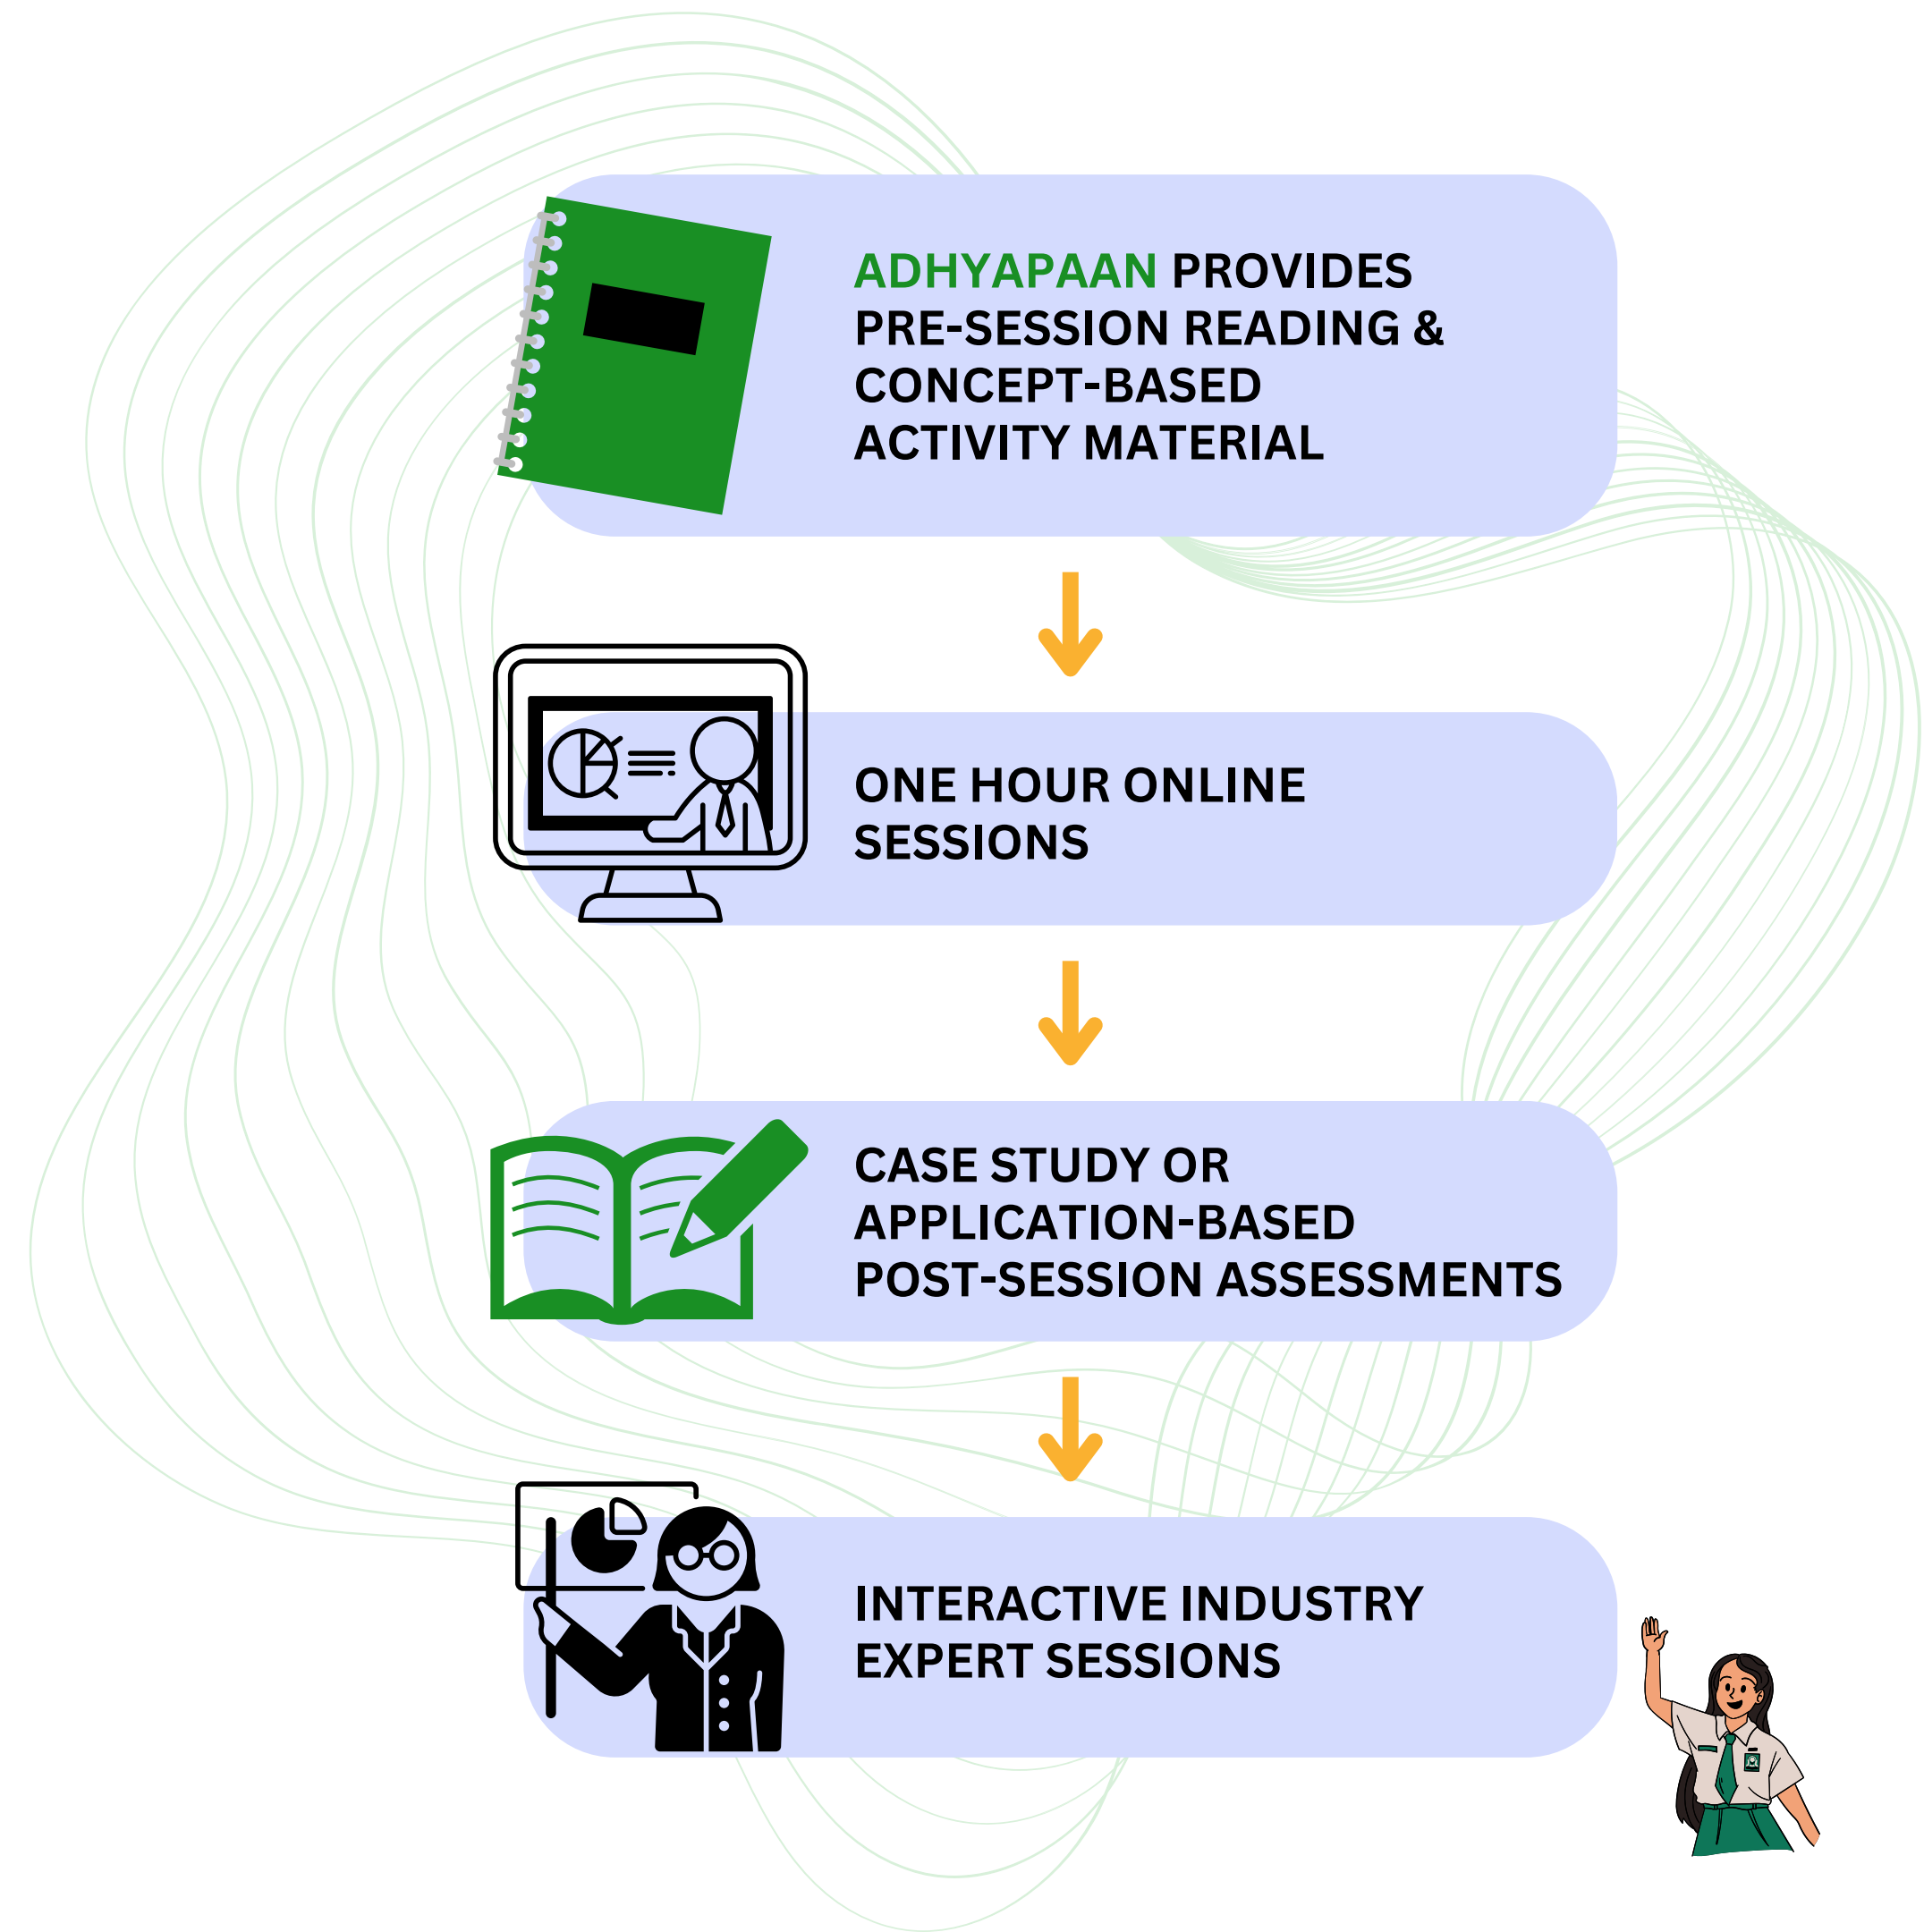 ADHYAPAAN PROVIDES
PRE-SESSION READING &
CONCEPT-BASED
ACTIVITY MATERIAL
ONE HOUR ONLINE
SESSIONS
CASE STUDY OR
APPLICATION-BASED
POST-SESSION ASSESSMENTS
INTERACTIVE INDUSTRY
EXPERT SESSIONS